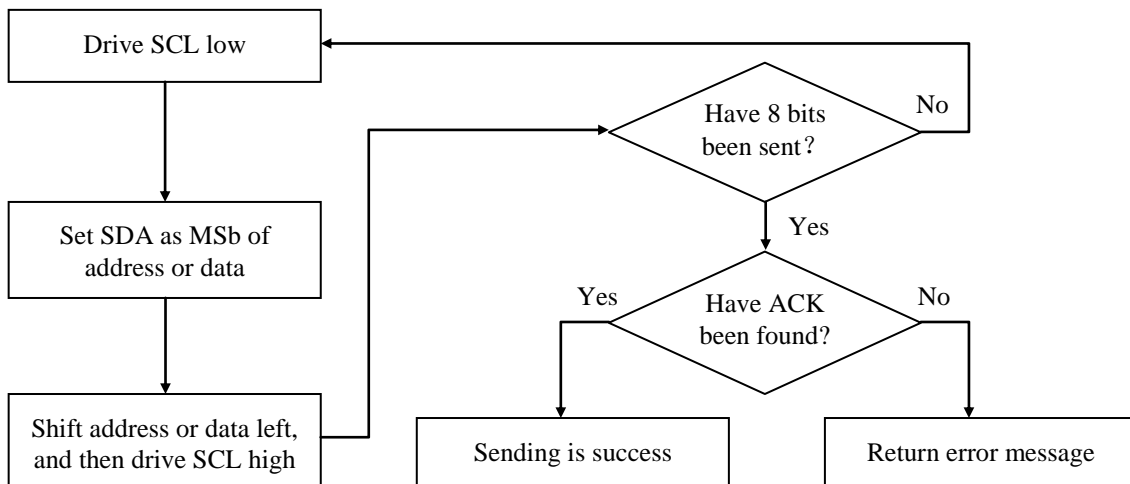 Drive SCL low
Set SDA as MSb of
address or data
Shift address or data left,
and then drive SCL high
Have 8 bits
been sent？
No
Yes
Have ACK
been found?
Yes
No
Sending is success
Return error message